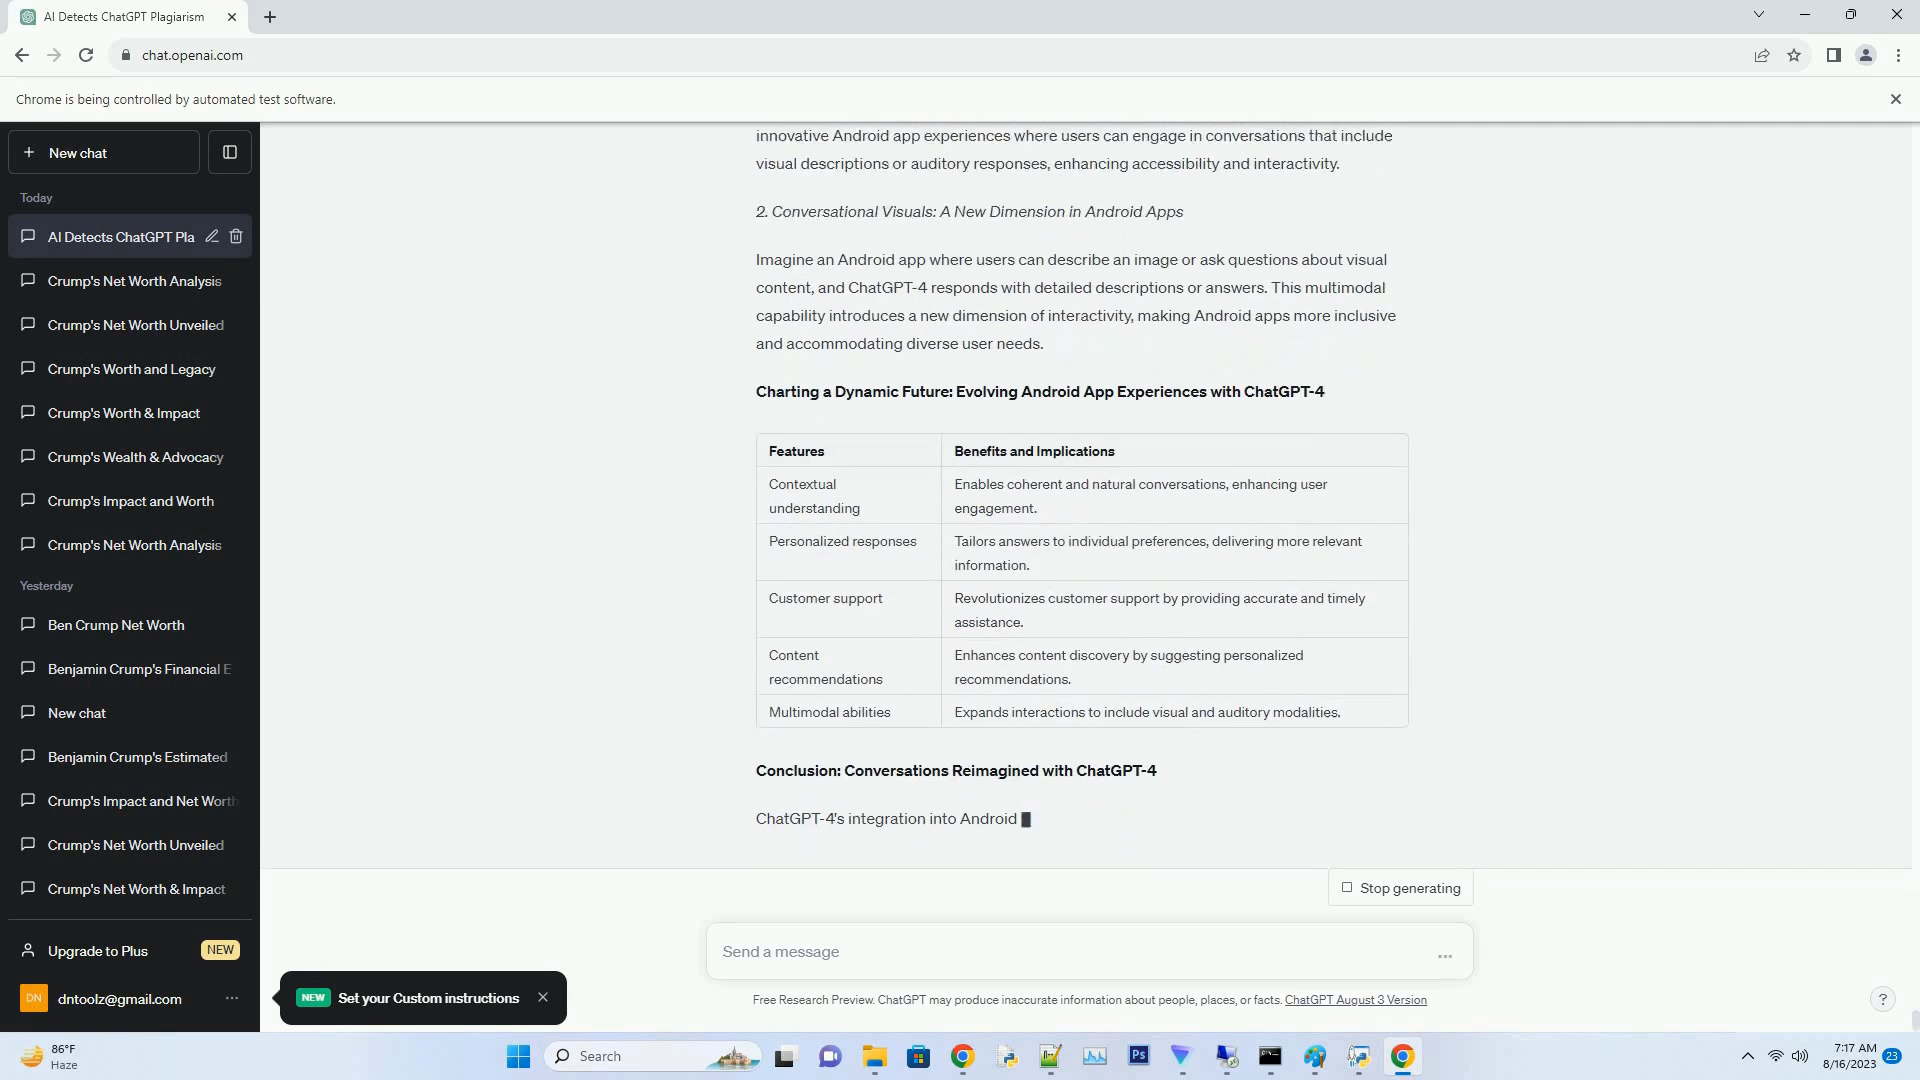 AI Detects ChatGPT Plagiarism
chat.openai.com
Chrome is being controlled by automated test software.
New chat
Today
AI Detects ChatGPT Pla
Crump's Net Worth Analysis
Crump's Net Worth Unveiled
Crump's Worth and Legacy
Crump's Worth & Impact
Crump's Wealth & Advocacy
Crump's Impact and Worth
Crump's Net Worth Analysis
Yesterday
Ben Crump Net Worth
Benjamin Crump's Financial E
New chat
Benjamin Crump's Estimated
Crump's Impact and Net Worth
Crump's Net Worth Unveiled
Crump's Net Worth & Impact
Upgrade to Plus
NEW
DN
dntoolz@gmail.com
innovative Android app experiences where users can engage in conversations that include
visual descriptions or auditory responses, enhancing accessibility and interactivity.
2. Conversational Visuals: A New Dimension in Android Apps
Imagine an Android app where users can describe an image or ask questions about visual
content, and ChatGPT-4 responds with detailed descriptions or answers. This multimodal
capability introduces a new dimension of interactivity, making Android apps more inclusive
and accommodating diverse user needs.
Charting a Dynamic Future: Evolving Android App Experiences with ChatGPT-4
Features
Benefits and Implications
Contextual
understanding
Enables coherent and natural conversations, enhancing user
engagement.
Personalized responses
Tailors answers to individual preferences, delivering more relevant
information.
Customer support
Revolutionizes customer support by providing accurate and timely
assistance.
Content
recommendations
Enhances content discovery by suggesting personalized
recommendations.
Multimodal abilities
Expands interactions to include visual and auditory modalities.
Conclusion: Conversations Reimagined with ChatGPT-4
ChatGPT-4's integration into Android
Stop generating
Send a message
NEW
Set your Custom instructions
Free Research Preview. ChatGPT may produce inaccurate information about people, places, or facts. ChatGPT August 3 Version
?
86°F
Haze
Search
Ps
7:17 AM
8/16/2023
23